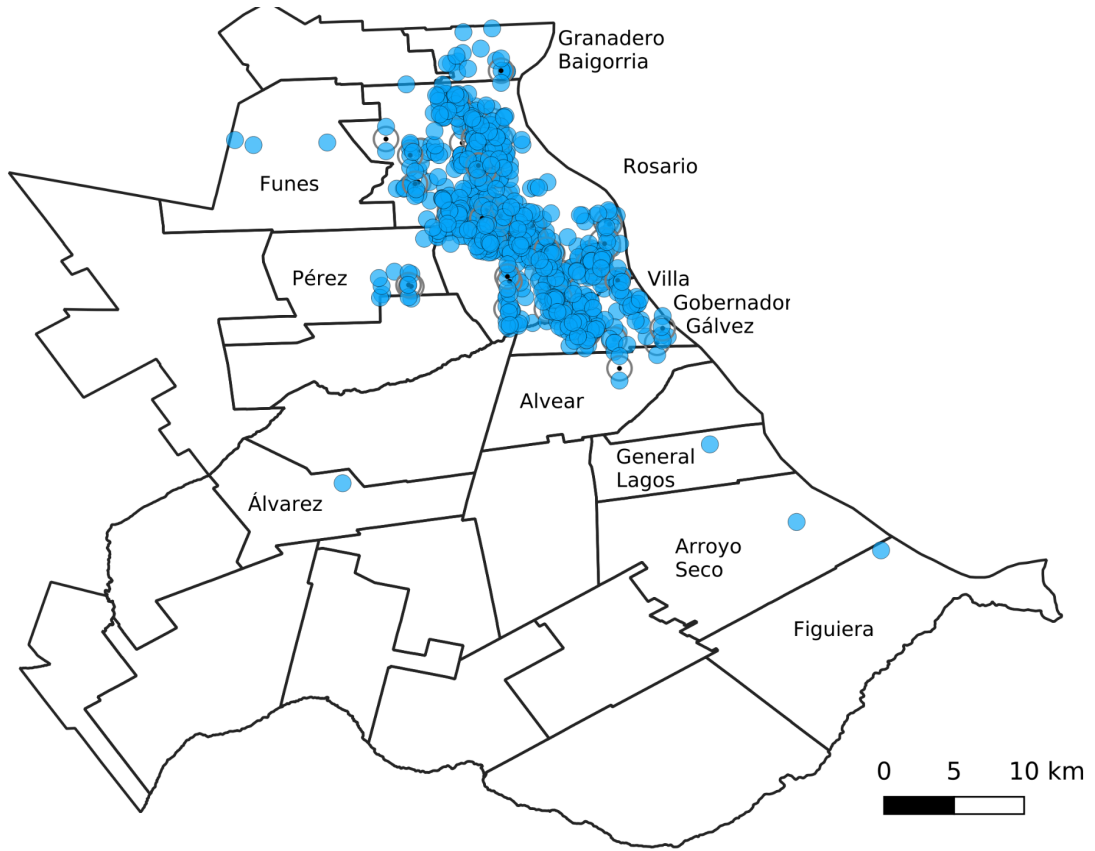 Granadero
Baigorria
Rosario
Funes
Pérez
Villa
Gobernador
Gálvez
Alvear
General
Lagos
Álvarez
Arroyo
Seco
Figuiera
0 5 10 km